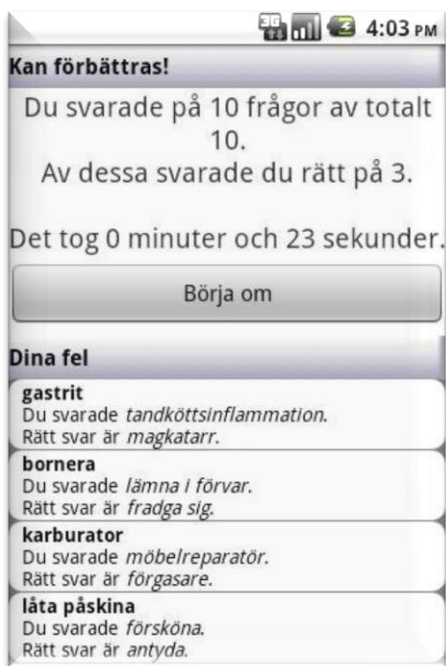 3G 4:03 PM
Kan förbättras!
Du svarade på 10 frågor av totalt
10.
Av dessa svarade du rätt på 3.
Det tog 0 minuter och 23 sekunder.
Börja om
Dina fel
gastrit
Du svarade tandköttsinflammation.
Rätt svar är magkatarr.
bornera
Du svarade lämna i förvar.
Rätt svar är fradga sig.
karburator
Du svarade möbelreparatör.
Rätt svar är förgasare.
låta påskina
Du svarade försköna.
Rätt svar är antyda.